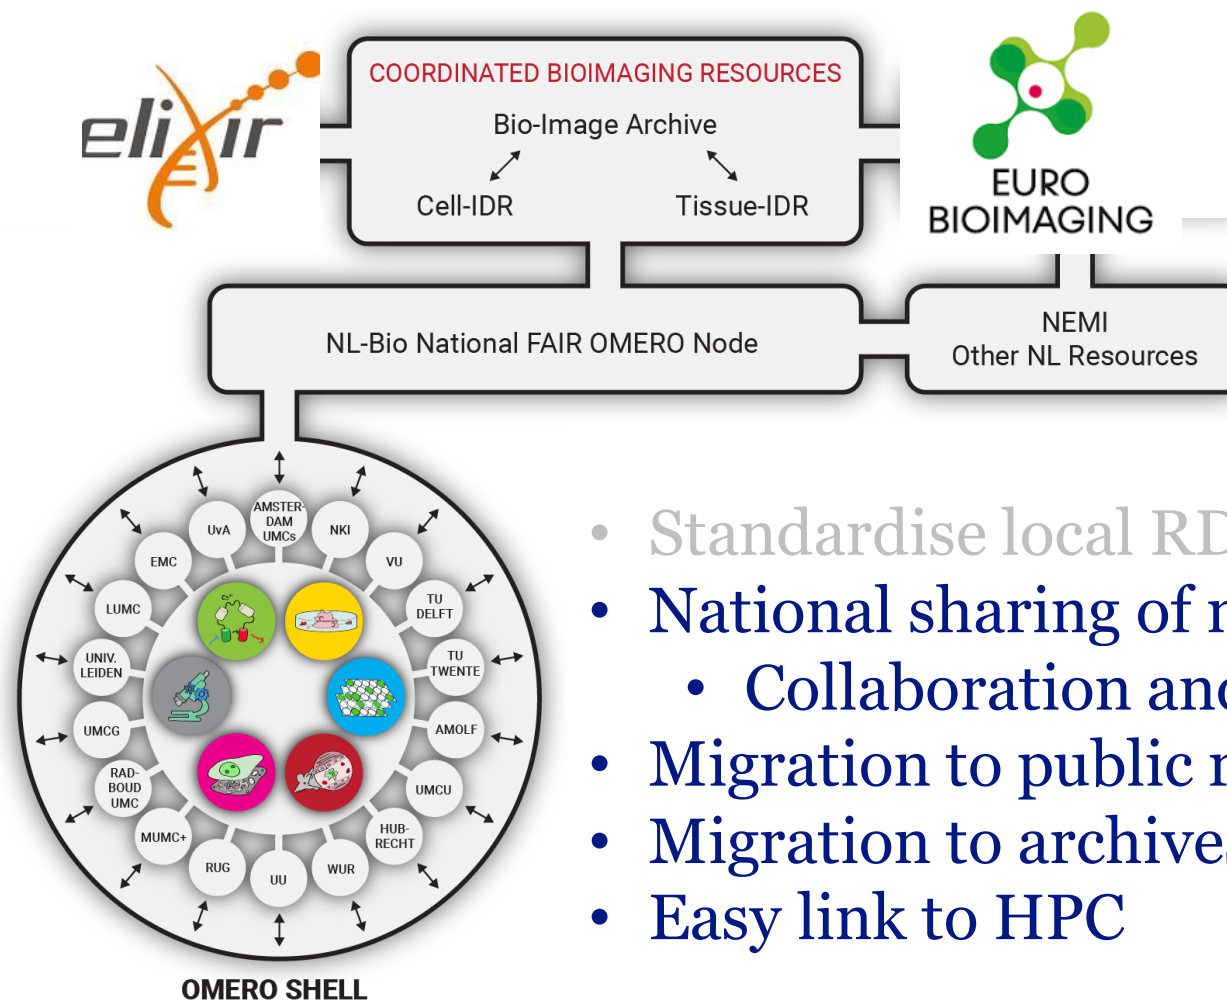 elixir
COORDINATED BIOIMAGING RESOURCES
Bio-Image Archive
Cell-IDR
Tissue-IDR
EURO
BIOIMAGING
NL-Bio National FAIR OMERO Node
NEMI
Other NL Resources
AMSTER-
DAM
UMCs
NKI
VU
TU
DELFT
TU
TWENTE
AMOLF
UMCU
HUB-
RECHT
WUR
UU
RUG
MUMC+
RAD-
BOUD
UMC
UMCG
UNIV.
LEIDEN
LUMC
EMC
UvA
OMERO SHELL
• Standardise local
• National sharing of
• Collaboration
• Migration to public
• Migration to
• Easy link to HPC